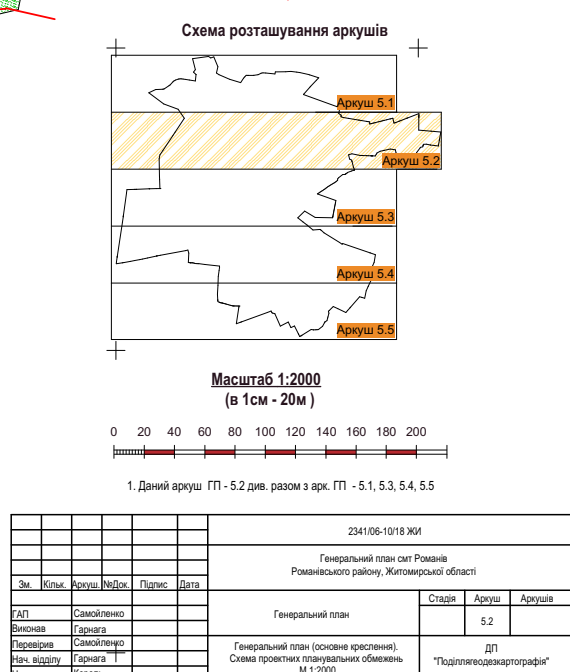 Схема розташування аркушів
Аркуш 5.1
Аркуш 5.2
Аркуш 5.3
Аркуш 5.4
Аркуш 5.5
Масштаб 1:2000
(в 1см - 20м )
0 20 40 60 80 100 120 140 160 180 200
1. Даний аркуш ГП - 5.2 див. разом з арк. ГП - 5.1, 5.3, 5.4, 5.5
2341/06-10/18 ЖИ
Генеральний план смт Романів
Романівського району, Житомирської області
Зм. Кільк. Аркуш. №Док. Підпис Дата
Генеральний план
Стадія Аркуш Аркушів
5.2
ГАП Самойленко
Виконав Гарнага
Перевірив Самойленко
Нач. відділу Гарнага
Генеральний план (основне креслення).
Схема проектних планувальних обмежень
М 1:2000
ДП
"Поділлягеодезкартографія"